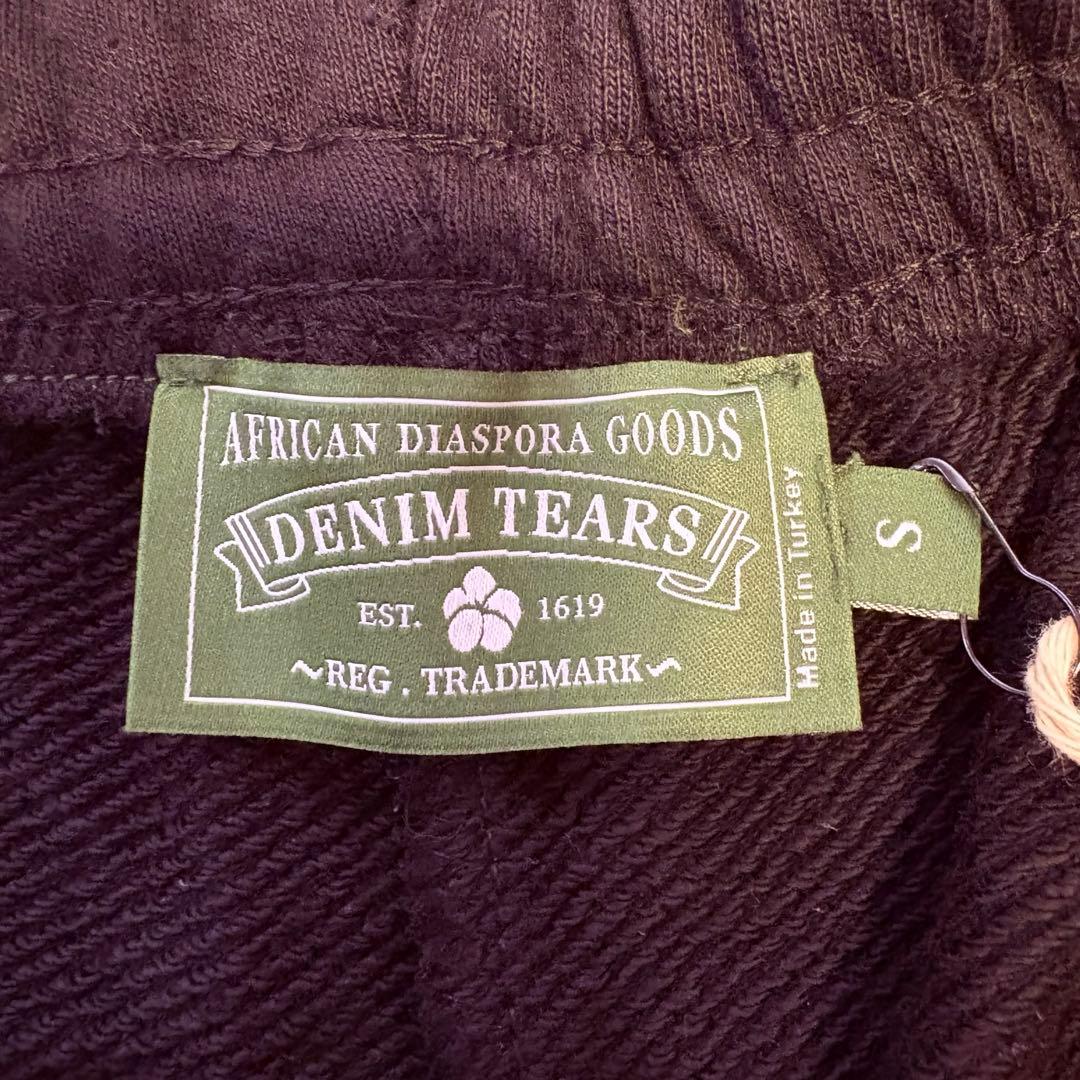 AFRICAN DIASPORA GOODS
DENIM TEARS
EST. 1619
~REG. TRADEMARK~
Made in Turkey
S